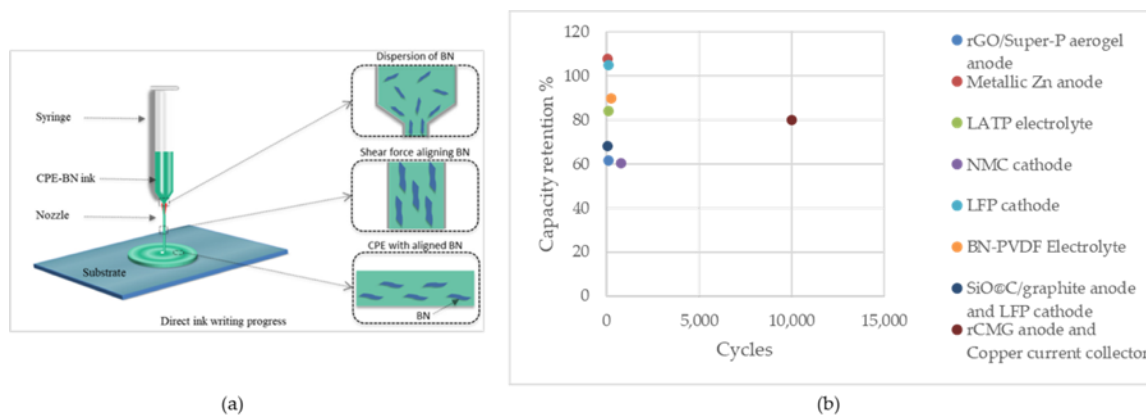 Dispersion of BN
Syringe
CPE-BN ink
Shear force aligning BN
Nozzle
CPE with aligned BN
Substrate
BN
Direct ink writing progress
(a)
120
100
80
60
40
20
0
0
5,000
10,000
15,000
Capacity retention %
Cycles
rGO/Super-P aerogel
anode
Metallic Zn anode
LATP electrolyte
NMC cathode
LFP cathode
BN-PVDF Electrolyte
SiO@C/graphite anode
and LFP cathode
rCMG anode and
Copper current collector
(b)